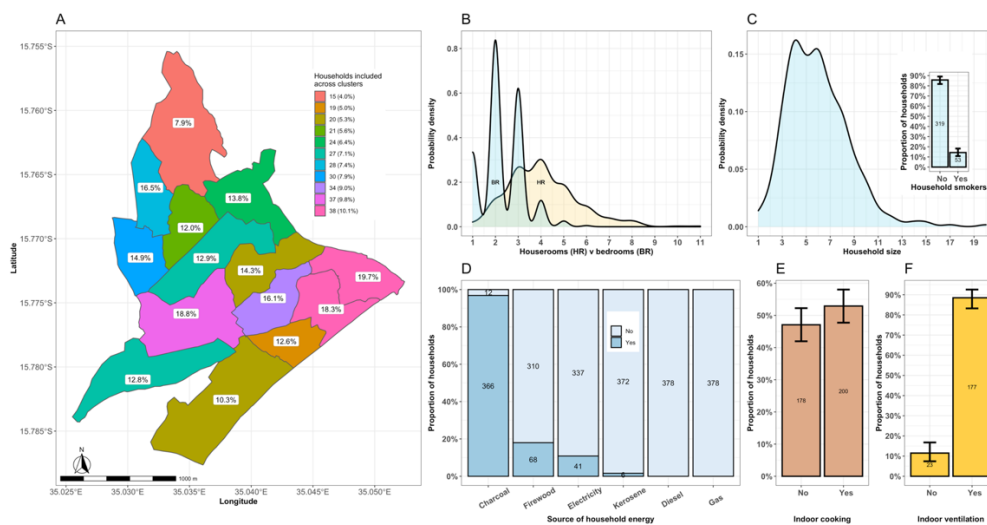 A
15.755°S
15.760°S
15.765°S
15.770°S
15.775°S
15.780°S
15.785°S
Latitude
7.9%
16.5%
13.8%
12.0%
14.9%
12.9%
14.3%
19.7%
16.1%
18.3%
18.8%
12.6%
12.8%
10.3%
Households included
across clusters
15 (4.0%)
19 (5.0%)
20 (5.3%)
21 (5.6%)
24 (6.4%)
27 (7.1%)
28 (7.4%)
30 (7.9%)
34 (9.0%)
37 (9.8%)
38 (10.1%)
N
1000 m
35.025°E 35.030°E 35.035°E 35.040°E 35.045°E 35.050°E
Longitude
B
Probability density
0.8
0.6
0.4
0.2
0.0
BR
HR
1 2 3 4 5 6 7 8 9 10 11
Houserooms (HR) v bedrooms (BR)
C
Probability density
0.15
0.10
0.05
0.00
1 3 5 7 9 11 13 15 17 19
Household size
Proportion of households
90%
80%
70%
60%
50%
40%
30%
20%
10%
0%
319
53
No Yes
Household smokers
D
Proportion of households
100%
80%
60%
40%
20%
0%
12
366
310
68
337
41
372
6
378
378
No
Yes
Charcoal
Firewood
Electricity
Kerosene
Diesel
Gas
Source of household energy
E
Proportion of households
60%
50%
40%
30%
20%
10%
0%
178
200
No Yes
Indoor cooking
F
Proportion of households
90%
80%
70%
60%
50%
40%
30%
20%
10%
0%
23
177
No Yes
Indoor ventilation